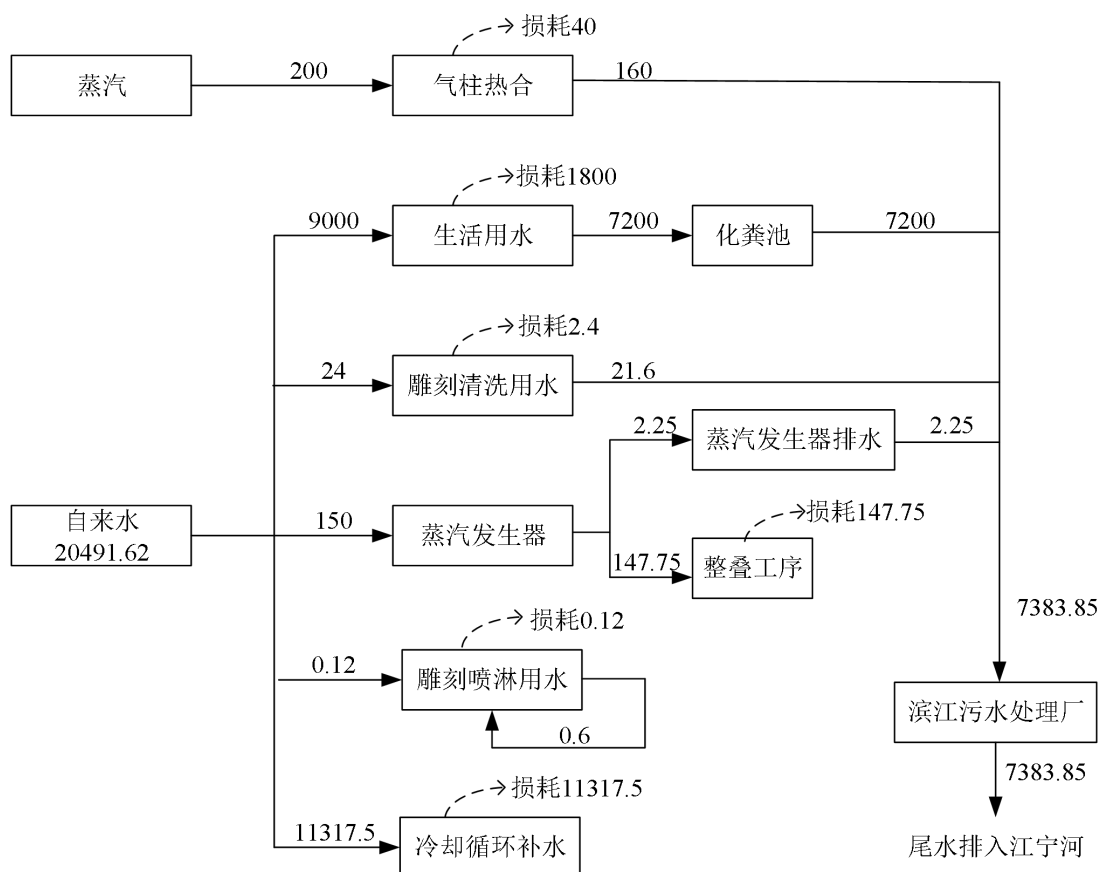 损耗40
蒸汽
200
气柱热合
160
损耗1800
9000
生活用水
7200
化粪池
7200
损耗2.4
24
雕刻清洗用水
21.6
2.25
蒸汽发生器排水
2.25
自来水
20491.62
150
蒸汽发生器
损耗147.75
147.75
整叠工序
7383.85
损耗0.12
0.12
雕刻喷淋用水
0.6
滨江污水处理厂
7383.85
损耗11317.5
11317.5
冷却循环补水
尾水排入江宁河